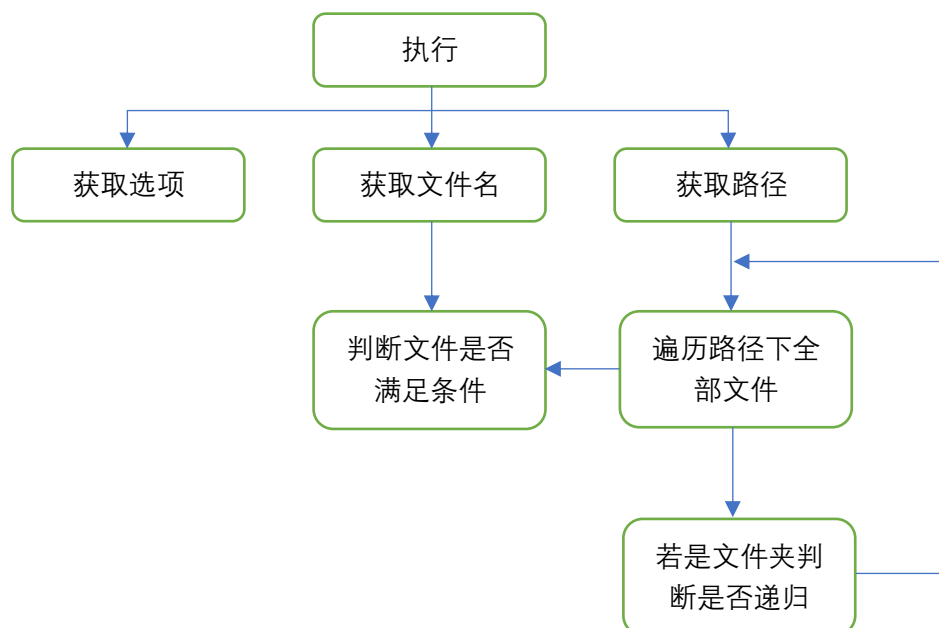 执行
获取选项
获取文件名
获取路径
判断文件是否
满足条件
遍历路径下全
部文件
若是文件夹判
断是否递归